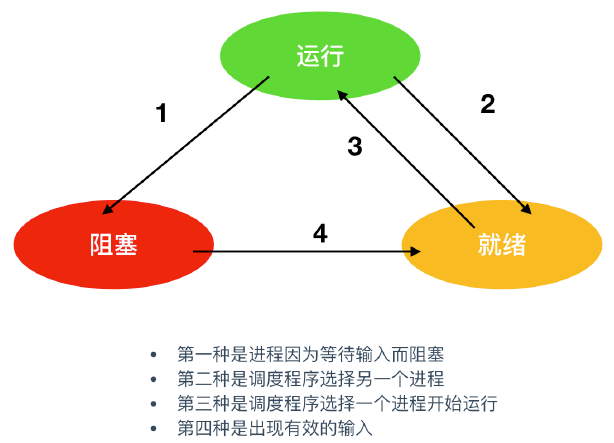 运行
1
2
3
阻塞
4
就绪
• 第一种是进程因为等待输入而阻塞
• 第二种是调度程序选择另一个进程
• 第三种是调度程序选择一个进程开始运行
• 第四种是出现有效的输入